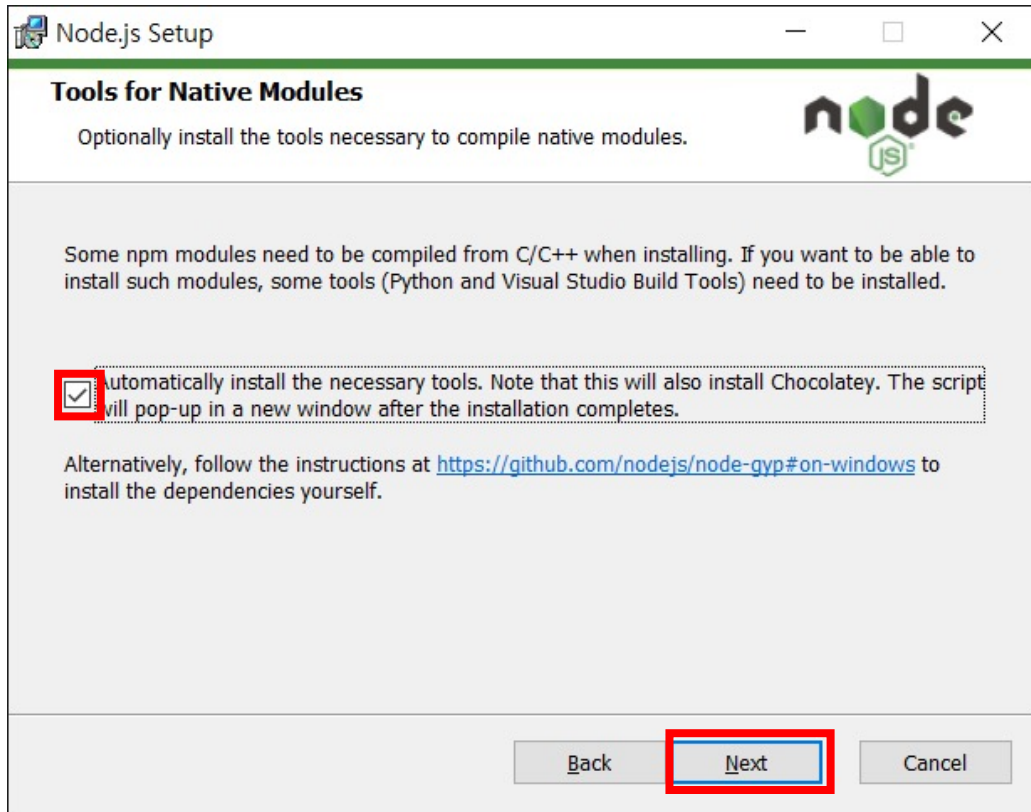 Node.js Setup
Tools for Native Modules
Optionally install the tools necessary to compile native modules.
node
JS
Some npm modules need to be compiled from C/C++ when installing. If you want to be able to
install such modules, some tools (Python and Visual Studio Build Tools) need to be installed.
Automatically install the necessary tools. Note that this will also install Chocolatey. The script
will pop-up in a new window after the installation completes.
Alternatively, follow the instructions at https://github.com/nodejs/node-gyp#on-windows to
install the dependencies yourself.
Back
Next
Cancel